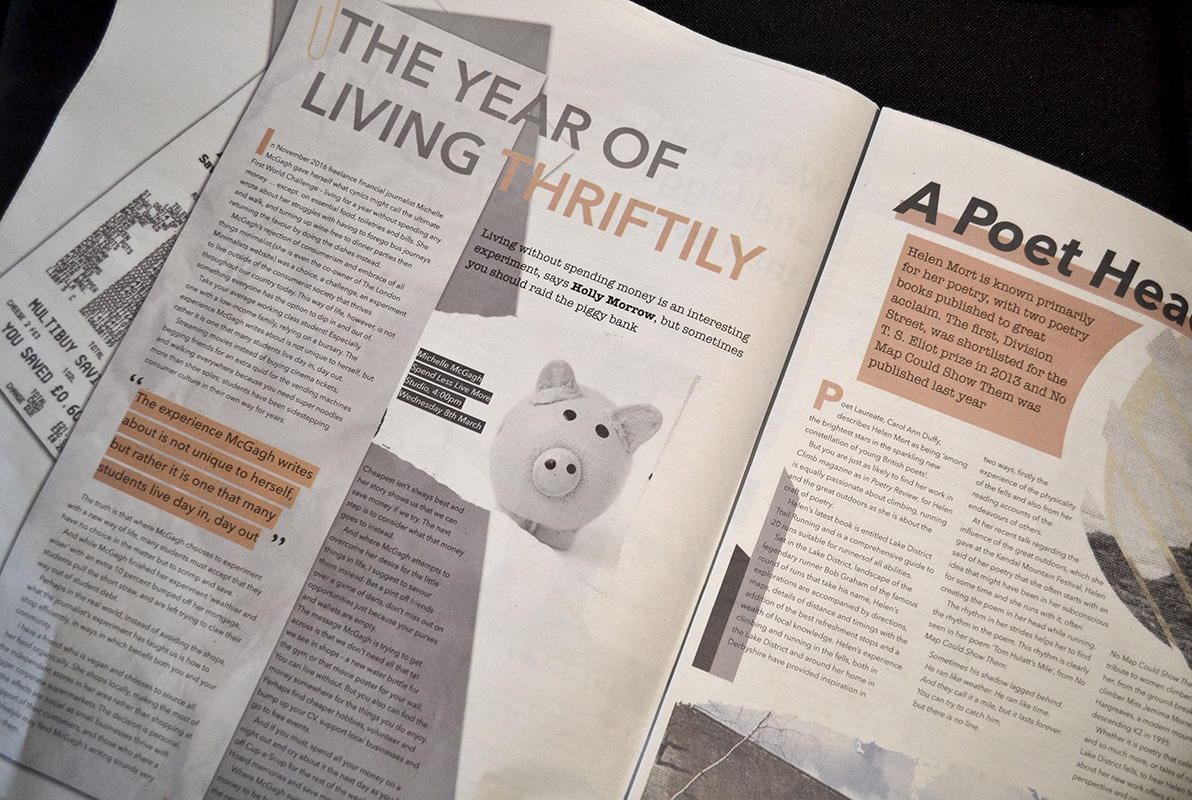 THE YEAR OF
LIVING THRIFTILY
Living without spending money is an interesting
experiment, says Holly Morrow, but sometimes
you should raid the piggy bank
In November 2016 freelance financial journalist Michelle
McGagh gave herself what cynics might call the ultimate
First World Challenge - living for a year without spending any
money... except on essential food, toiletries and bills. She
wrote about her struggles with having to forego bus journeys
and walk, and turning up wine-free to dinner parties then
returning the favour by doing the dishes instead.
McGagh's rejection of consumerism and embrace of all
things minimalist (she is even the co-owner of The London
Minimalists website) was a choice, a challenge, an experiment
to live outside of the consumerist society that thrives
throughout our country today. This way of life, however, is not
something everyone has the option to dip in and out of.
Take your average working class student! Especially
one with a low-income family, relying on a bursary. The
experience McGagh writes about is not unique to herself, but
rather it is one that many students live day in, day out.
Streaming movies instead of buying cinema tickets,
begging friends for an extra quid for the vending machines
and walking everywhere because you need super noodles
more than shoe soles; students have been sidestepping
consumer culture in their own way for years.
“
The experience McGagh writes
about is not unique to herself,
but rather it is one that many
students live day in, day out
”
The truth is that where McGagh chooses to experiment
with a new way of life, many students must accept that they
have no choice in the matter but to scrimp and save.
And while McGagh finished her experiment 'wealthier and
wiser' with an extra 10 percent bumped off her mortgage,
students pull the short straw, and are left trying to claw their
way out of student debt.
Perhaps in the real world, instead of avoiding the shops,
what the journalist's experiment has taught us is how to
shop efficiently, in ways in which benefit both you and your
community.
I have a friend who is vegan and chooses to source all
her food organically. She shops locally, making the most of
independent stores in her area rather than shopping at
supermarkets. The decision is personal,
the effects are social as small businesses thrive with
support of their customers, and those who share a
and McGagh's writing sounds very
Michelle McGagh
Spend Less Live More
Studio, 4:00pm
Wednesday 8th March
Cheapest isn't always best and
her story shows us that we can
save money if we try. The next
step is to consider what that money
goes to instead.
And where McGagh attempts to
overcome her desire for the little
things in life, I suggest to savour
them instead. Bet a pint off friends
over a game of darts, don't miss out on
opportunities just because your purses
and wallets are empty.
The message McGagh is trying to get
across is that we don't need all that tat
we see in shops - a new water bottle for
the gym or that movie poster for your wall.
You can live without. But you also can find the
money somewhere for the things you do enjoy.
Perhaps find cheaper hobbies, volunteer and
bump up your CV, support local businesses and
go to free events.
And if you must, spend all your money on a
night out and cry about it the next day as you
off Cup-a-Soup for the rest of the
Hoard memories and
Where McGagh
money to be
MULTIBUY SAVI
YOU SAVED £0.60
A Poet Hea
Helen Mort is known primarily
for her poetry, with two poetry
books published to great
acclaim. The first, Division
Street, was shortlisted for the
T. S. Eliot prize in 2013 and No
Map Could Show Them was
published last year
Poet Laureate, Carol Ann Duffy,
describes Helen Mort as being 'among
the brightest stars in the sparkling new
constellation of young British poets'.
But you are just as likely to find her work in
Climb magazine as in Poetry Review, for Helen
is equally passionate about climbing, running
and the great outdoors as she is about the
craft of poetry.
Helen's latest book is entitled Lake District
Trail Running and is a comprehensive guide to
20 runs suitable for runners of all abilities.
Set in the Lake District, landscape of the
legendary runner Bob Graham of the famous
round of runs that take his name, Helen's
explorations are accompanied by directions,
maps, details of distance and timings with the
addition of the best refreshment stops and a
wealth of local knowledge. Helen's experience
climbing and running in the fells, both in
the Lake District and around her home in
Derbyshire have provided inspiration in
two ways, firstly the
experience of the physicality
of the fells and also from her
reading accounts of the
endeavours of others.
At her recent talk regarding the
influence of the great outdoors, which she
gave at the Kendal Mountain Festival, Helen
said of her poetry that she often starts with an
idea that might have been in her subconscious
for some time and she runs with it, often
creating the poem in her head while running.
The rhythm in her strides helps her to find
the rhythm in the poem. This rhythm is clearly
seen in her poem 'Tom Hulatt's Mile', from No
Map Could Show Them:
Sometimes his shadow lagged behind.
He ran like weather. He ran like time.
And they call it a mile, but it lasts forever.
You can try to catch him.
but there is no line.
No Map Could Show The
tribute to women climber
her, from the ground-brea
climber Miss Jemima Morre
Hargreaves, a modern moun
descending K2 in 1995.
Whether it is poetry that cele
and so much more, or tales of ru
Lake District fells, to hear Helen M
about her new work offers a
perspective and